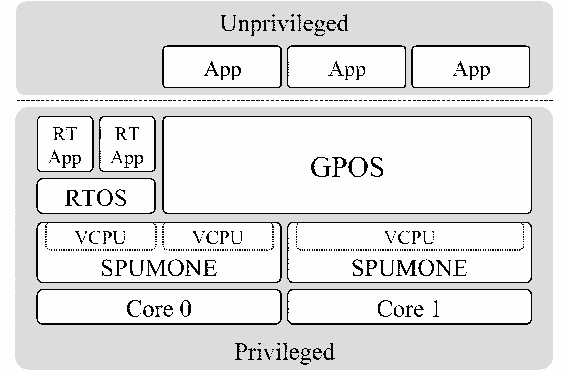 Unprivileged
App App App
RT RT
App App
GPOS
RTOS
VCPU VCPU VCPU
SPUMONE SPUMONE
Core 0 Core 1
Privileged